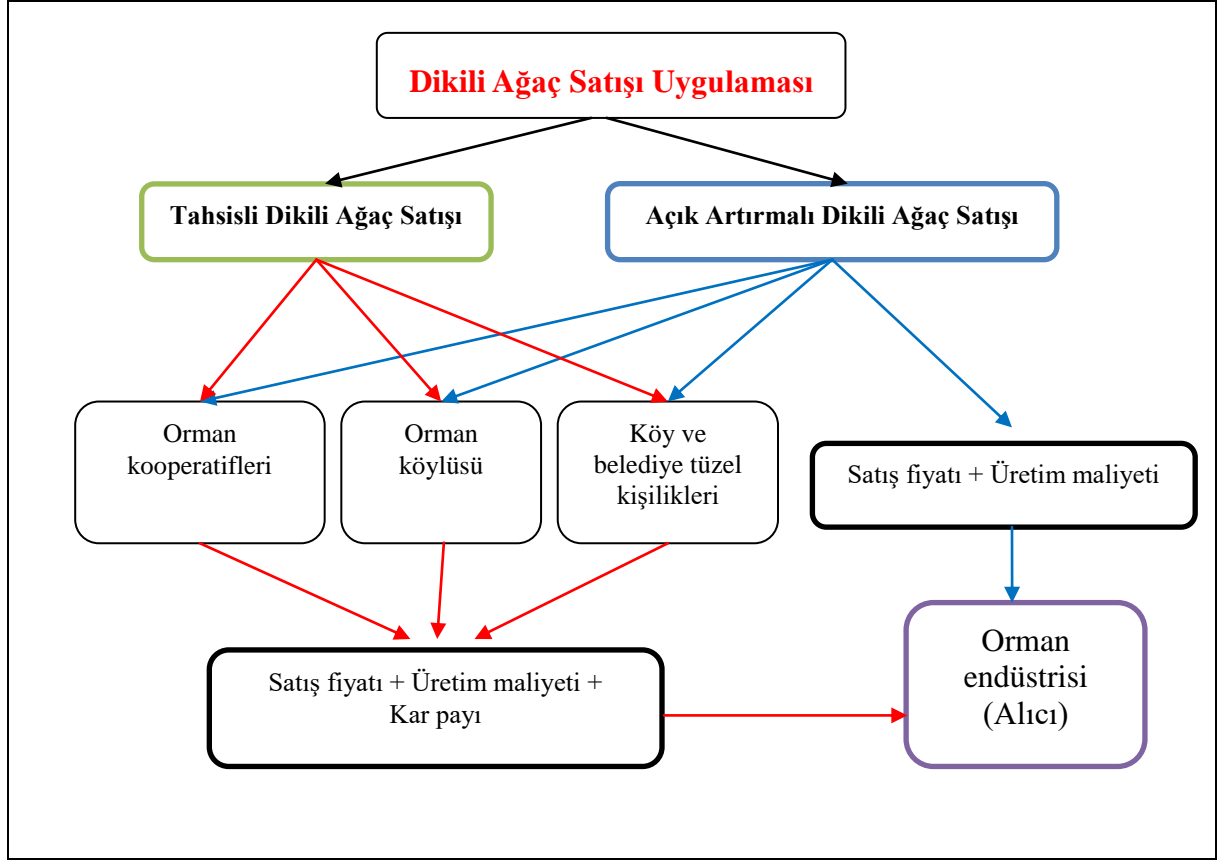 Dikili Ağaç Satışı Uygulaması
Tahsisli Dikili Ağaç Satışı
Açık Artırmalı Dikili Ağaç Satışı
Orman
kooperatifleri
Orman
köylüsü
Köy ve
belediye tüzel
kişilikleri
Satış fiyatı + Üretim maliyeti
Satış fiyatı + Üretim maliyeti +
Kar payı
Orman
endüstrisi
(Alıcı)